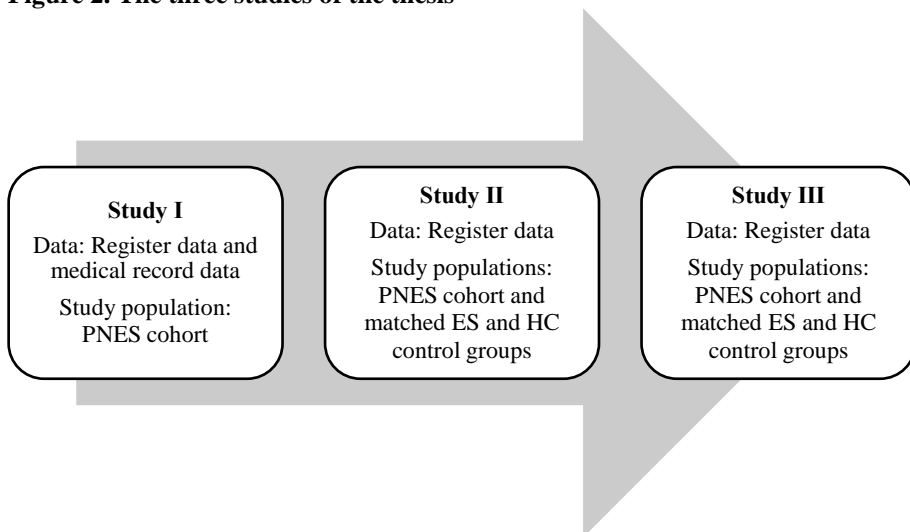 Figure 2. The three studies of the thesis
Study I
Data: Register data and
medical record data
Study population:
PNES cohort
Study II
Data: Register data
Study populations:
PNES cohort and
matched ES and HC
control groups
Study III
Data: Register data
Study populations:
PNES cohort and
matched ES and HC
control groups